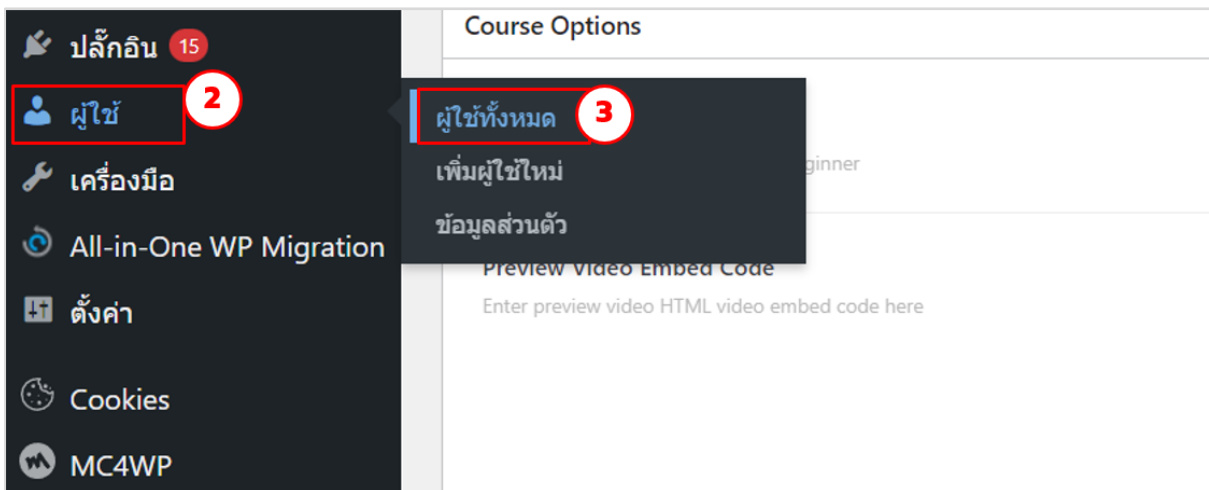 ปลั๊กอิน 15
ผู้ใช้ 2
เครื่องมือ
All-in-One WP Migration
ตั้งค่า
Cookies
MC4WP
ผู้ใช้ทั้งหมด 3
เพิ่มผู้ใช้ใหม่
ข้อมูลส่วนตัว
Course Options
Preview Video Embed Code
Enter preview video HTML video embed code here